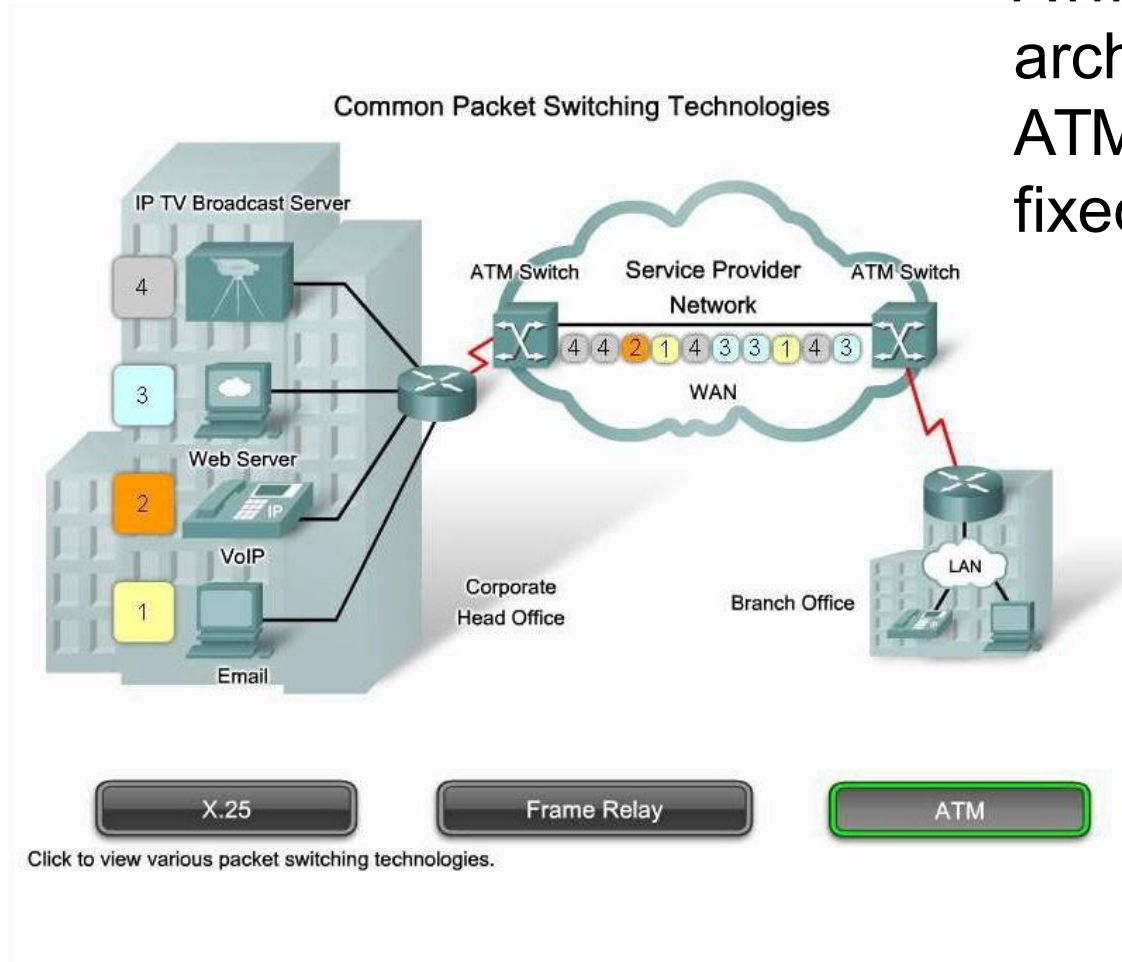 arch
ATM
fixed
Common Packet Switching Technologies
IP TV Broadcast Server
4
ATM Switch
Service Provider
Network
ATM Switch
4 4 2 1 4 3 3 1 4 3
WAN
3
Web Server
2
IP
VoIP
1
Email
Corporate
Head Office
LAN
Branch Office
X.25
Frame Relay
ATM
Click to view various packet switching technologies.